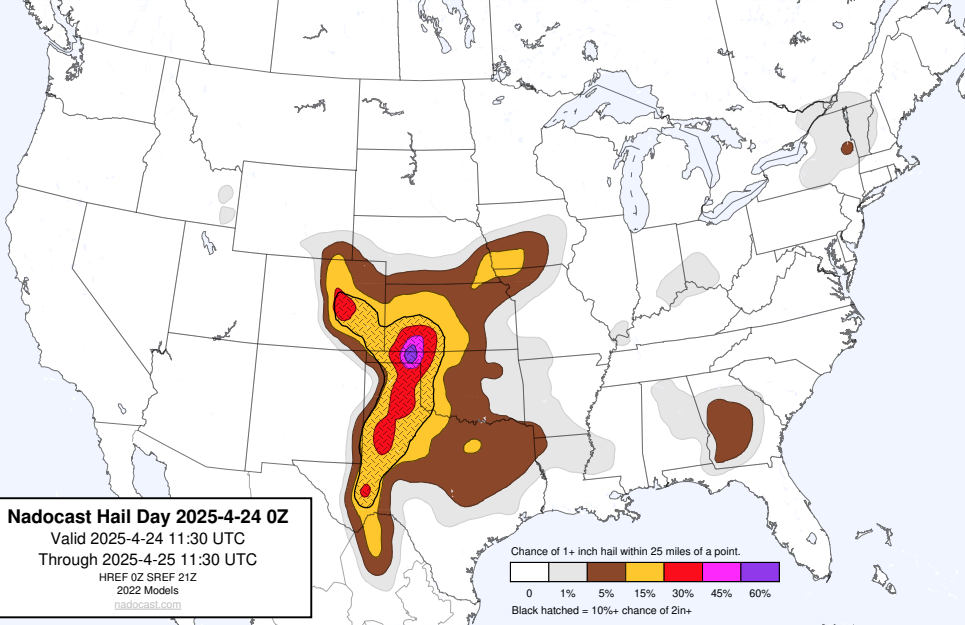 Nadocast Hail Day 2025-4-24 0Z
Valid 2025-4-24 11:30 UTC
Through 2025-4-25 11:30 UTC
HREF 0Z SREF 21Z
2022 Models
nadocast.com
Chance of 1+ inch hail within 25 miles of a point.
0 1% 5% 15% 30% 45% 60%
Black hatched = 10%+ chance of 2in+